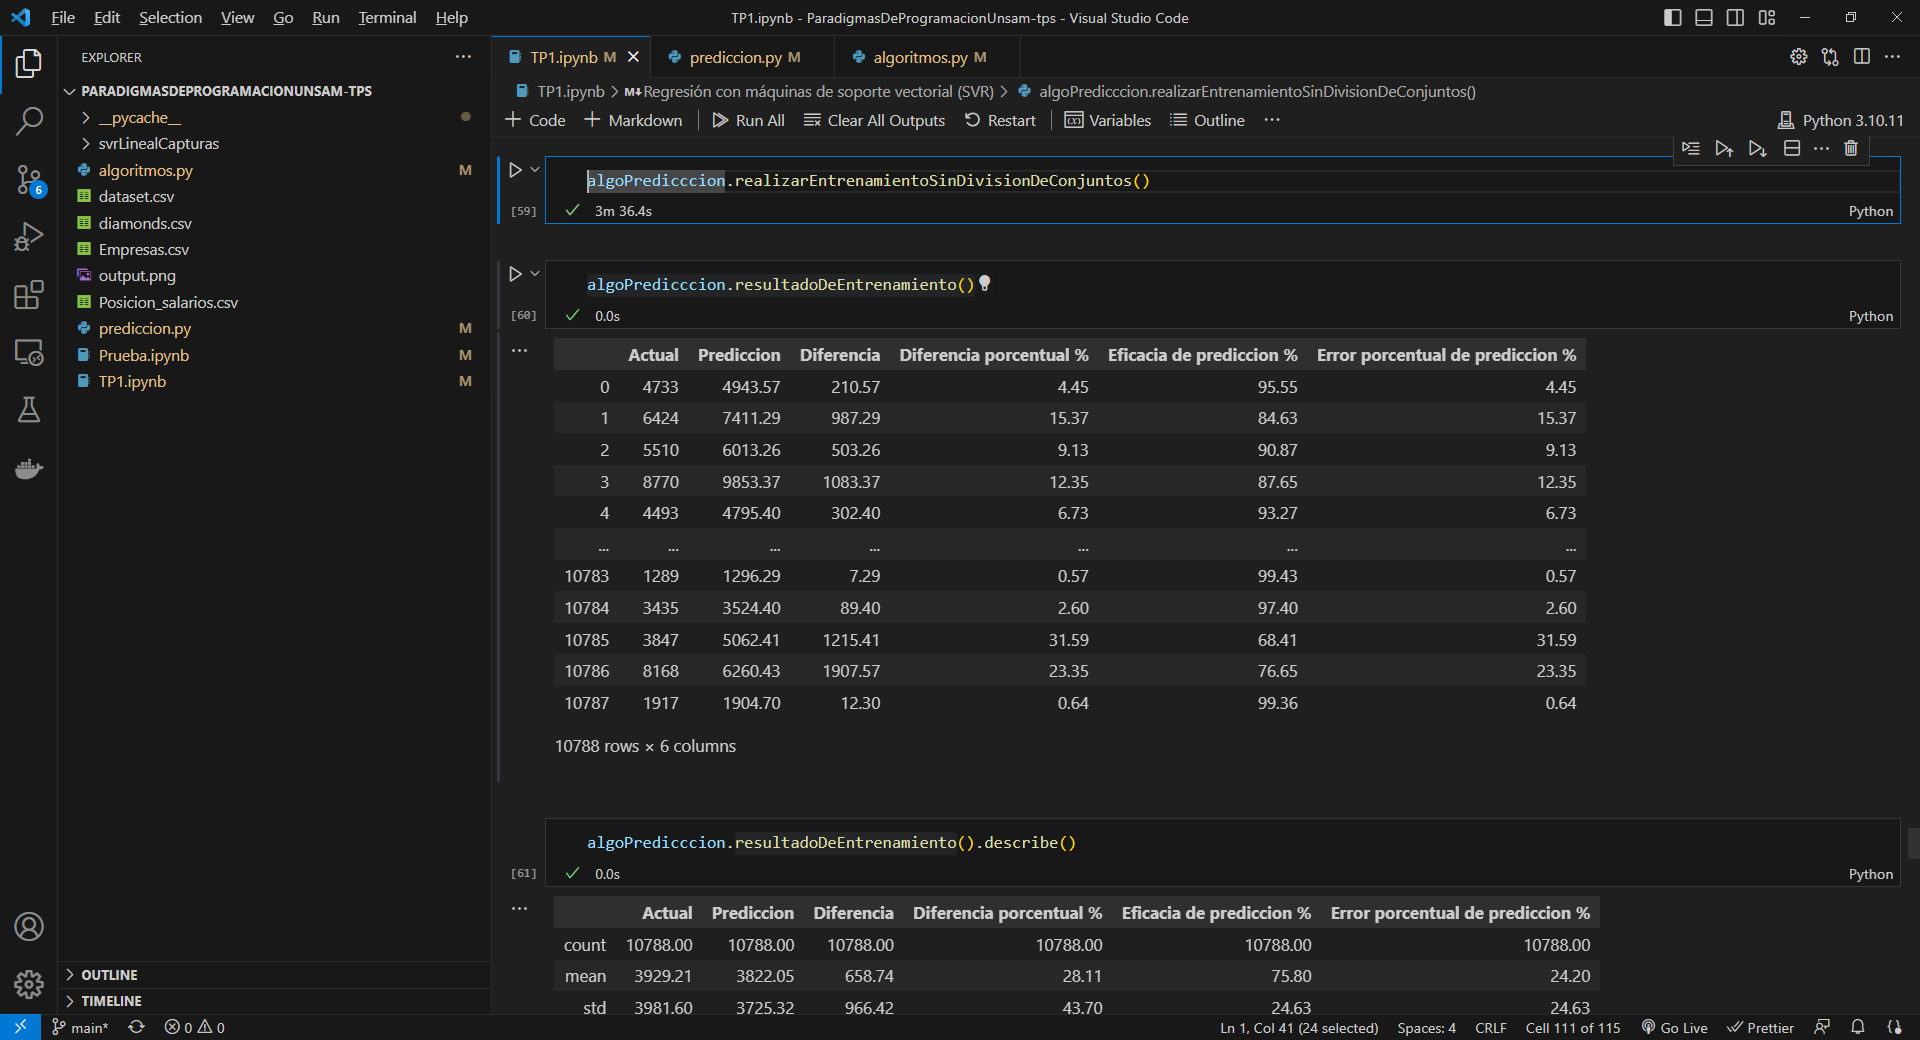 File Edit Selection View Go Run Terminal Help
TP1.ipynb - ParadigmasDeProgramacionUnsam-tps - Visual Studio Code
EXPLORER
PARADIGMASDEPROGRAMACIONUNSAM-TPS
__pycache__
svrLinealCapturas
algoritmos.py M
dataset.csv
diamonds.csv
Empresas.csv
output.png
Posicion_salarios.csv
prediccion.py M
Prueba.ipynb M
TP1.ipynb M
6
OUTLINE
TIMELINE
TP1.ipynb M
prediccion.py M
algoritmos.py M
TP1.ipynb > M↓ Regresión con máquinas de soporte vectorial (SVR) > algoPredicccion.realizarEntrenamientoSinDivisionDeConjuntos()
+ Code + Markdown Run All Clear All Outputs Restart Variables Outline ... Python 3.10.11
algoPredicccion.realizarEntrenamientoSinDivisionDeConjuntos()
[59] 3m 36.4s Python
algoPredicccion.resultadoDeEntrenamiento()
[60] 0.0s Python
Actual Prediccion Diferencia Diferencia porcentual % Eficacia de prediccion % Error porcentual de prediccion %
0 4733 4943.57 210.57 4.45 95.55 4.45
1 6424 7411.29 987.29 15.37 84.63 15.37
2 5510 6013.26 503.26 9.13 90.87 9.13
3 8770 9853.37 1083.37 12.35 87.65 12.35
4 4493 4795.40 302.40 6.73 93.27 6.73
... ... ... ... ... ... ...
10783 1289 1296.29 7.29 0.57 99.43 0.57
10784 3435 3524.40 89.40 2.60 97.40 2.60
10785 3847 5062.41 1215.41 31.59 68.41 31.59
10786 8168 6260.43 1907.57 23.35 76.65 23.35
10787 1917 1904.70 12.30 0.64 99.36 0.64
10788 rows × 6 columns
algoPredicccion.resultadoDeEntrenamiento().describe()
[61] 0.0s Python
Actual Prediccion Diferencia Diferencia porcentual % Eficacia de prediccion % Error porcentual de prediccion %
count 10788.00 10788.00 10788.00 10788.00 10788.00 10788.00
mean 3929.21 3822.05 658.74 28.11 75.80 24.20
std 3981.60 3725.32 966.42 43.70 24.63 24.63
main* 0 0 Ln 1, Col 41 (24 selected) Spaces: 4 CRLF Cell 111 of 115 Go Live Prettier